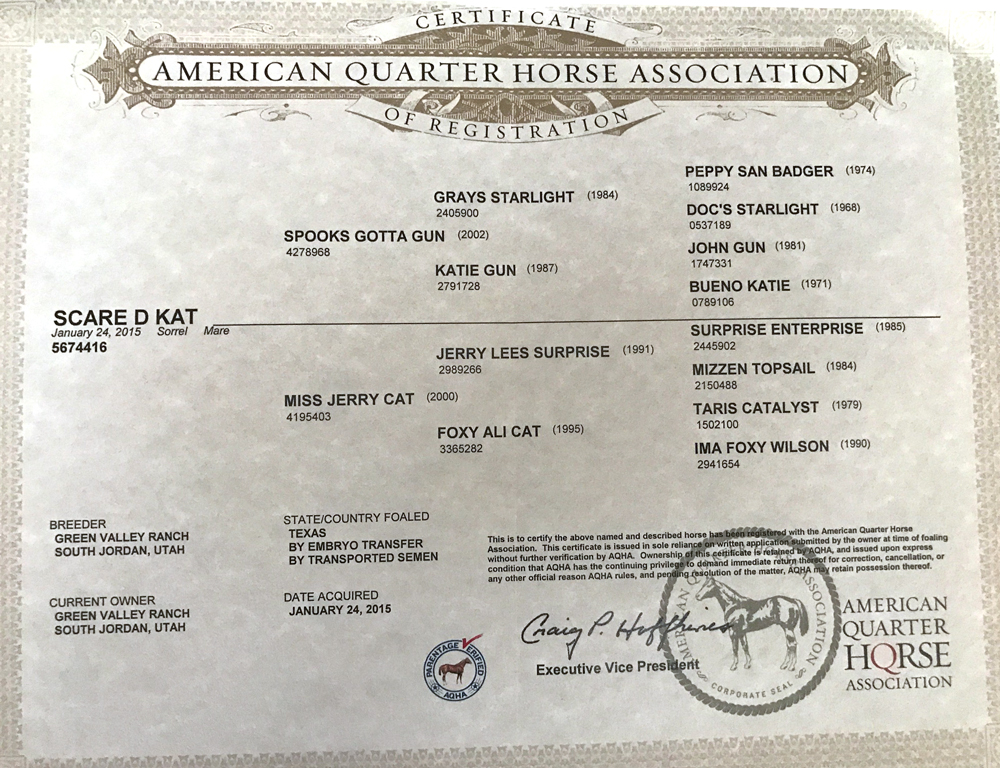 CERTIFICATE
AMERICAN QUARTER HORSE ASSOCIATION
OF REGISTRATION
PEPPY SAN BADGER (1974)
1089924
GRAYS STARLIGHT (1984)
2405900
DOC'S STARLIGHT (1968)
0537189
SPOOKS GOTTA GUN (2002)
4278968
JOHN GUN (1981)
1747331
KATIE GUN (1987)
2791728
BUENO KATIE (1971)
0789106
SCARE D KAT
January 24, 2015 Sorrel Mare
5674416
SURPRISE ENTERPRISE (1985)
2445902
JERRY LEES SURPRISE (1991)
2989266
MIZZEN TOPSAIL (1984)
2150488
MISS JERRY CAT (2000)
4195403
TARIS CATALYST (1979)
1502100
FOXY ALI CAT (1995)
3365282
IMA FOXY WILSON (1990)
2941654
BREEDER
GREEN VALLEY RANCH
SOUTH JORDAN, UTAH
STATE/COUNTRY FOALED
TEXAS
BY EMBRYO TRANSFER
BY TRANSPORTED SEMEN
This is to certify the above named and described horse has been registered with the American Quarter Horse
Association. This certificate is issued in sole reliance on written application submitted by the owner at time of foaling
without further verification by AQHA. Ownership of this certificate is retained by AQHA, and issued upon express
condition that AQHA has the continuing privilege to demand immediate return thereof for correction, cancellation, or
any other official reason AQHA rules, and pending resolution of the matter, AQHA may retain possession thereof.
CURRENT OWNER
GREEN VALLEY RANCH
SOUTH JORDAN, UTAH
DATE ACQUIRED
JANUARY 24, 2015
PARENTAGE VERIFIED
AQHA
Craig P. Huffhines
Executive Vice President
AMERICAN QUARTER HORSE ASSOCIATION
CORPORATE SEAL
AMERICAN
QUARTER
HORSE
ASSOCIATION